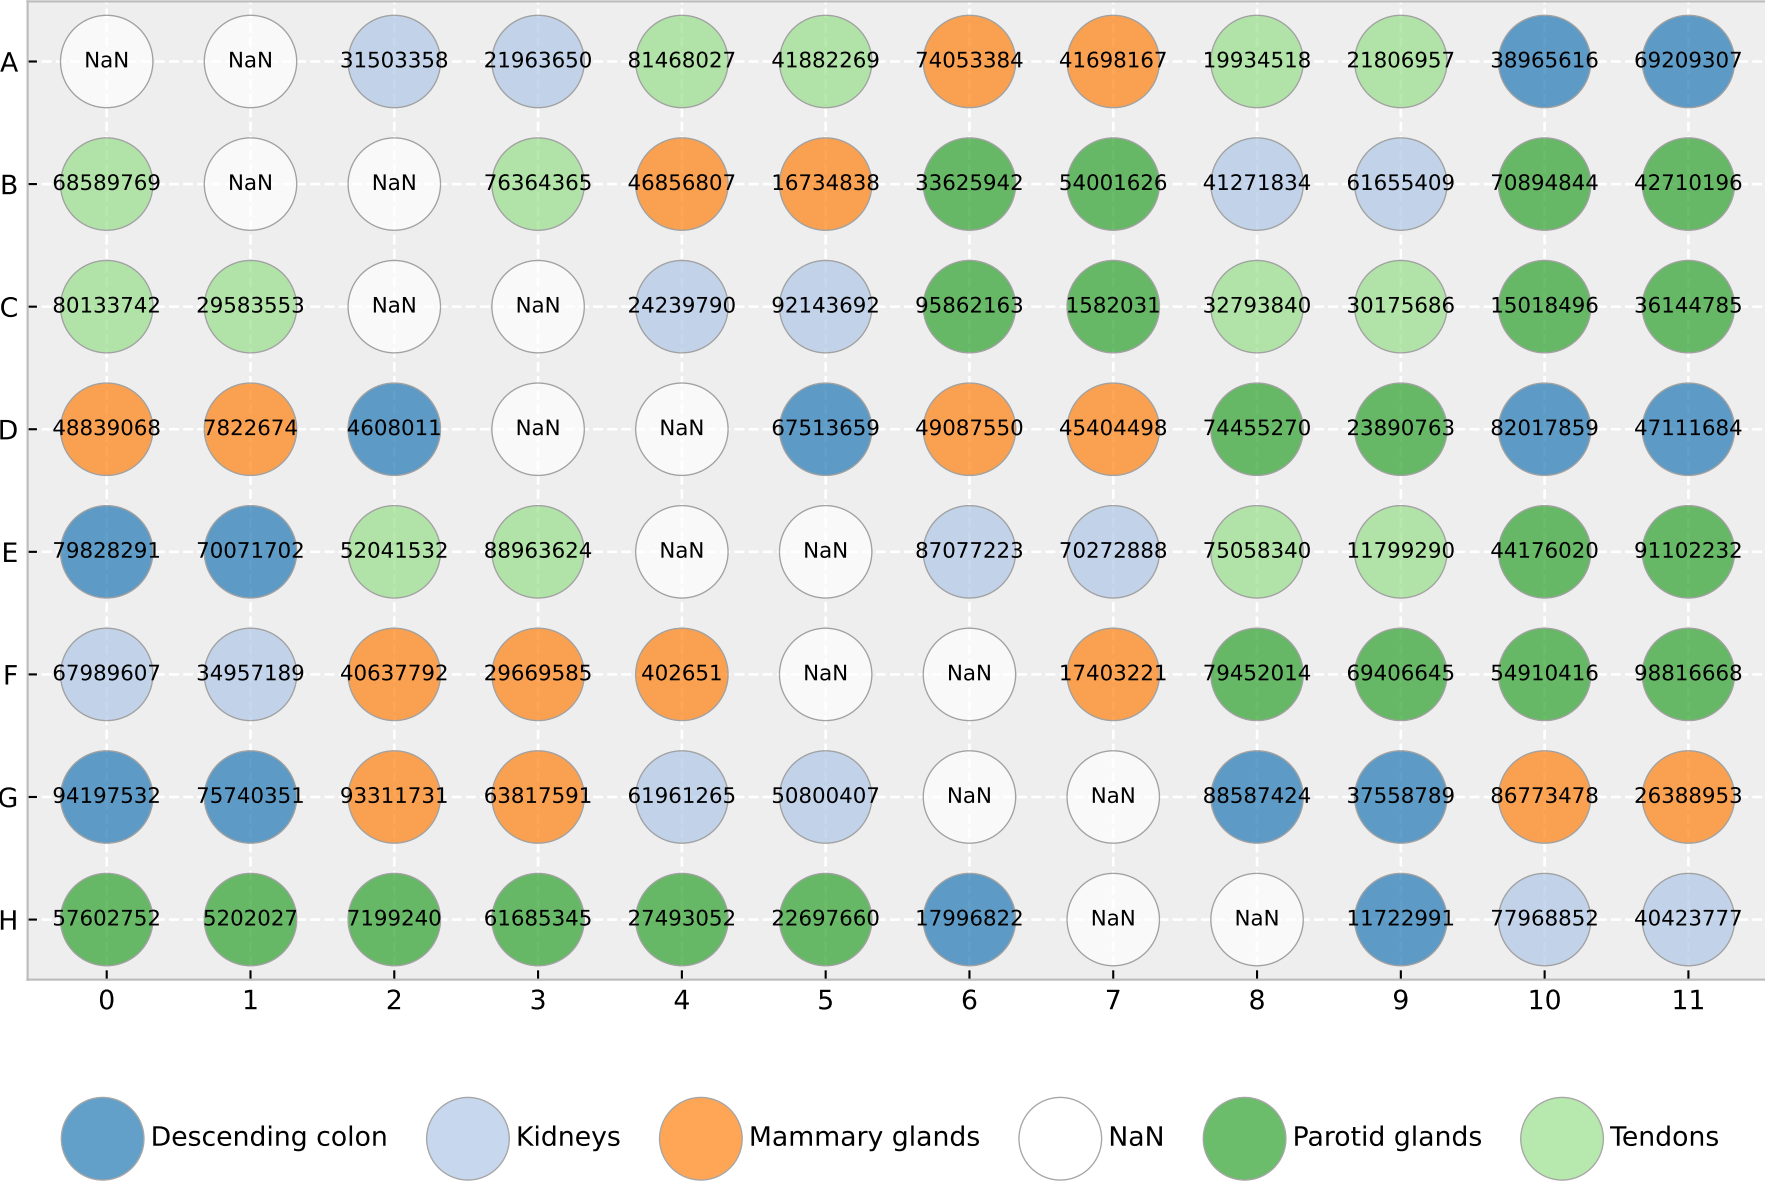 A NaN NaN 31503358 21963650 81468027 41882269 74053384 41698167 19934518 21806957 38965616 69209307
B 68589769 NaN NaN 76364365 46856807 16734838 33625942 54001626 41271834 61655409 70894844 42710196
C 80133742 29583553 NaN NaN 24239790 92143692 95862163 1582031 32793840 30175686 15018496 36144785
D 48839068 7822674 4608011 NaN NaN 67513659 49087550 45404498 74455270 23890763 82017859 47111684
E 79828291 70071702 52041532 88963624 NaN NaN 87077223 70272888 75058340 11799290 44176020 91102232
F 67989607 34957189 40637792 29669585 402651 NaN NaN 17403221 79452014 69406645 54910416 98816668
G 94197532 75740351 93311731 63817591 61961265 50800407 NaN NaN 88587424 37558789 86773478 26388953
H 57602752 5202027 7199240 61685345 27493052 22697660 17996822 NaN NaN 11722991 77968852 40423777
0 1 2 3 4 5 6 7 8 9 10 11
Descending colon Kidneys Mammary glands NaN Parotid glands Tendons